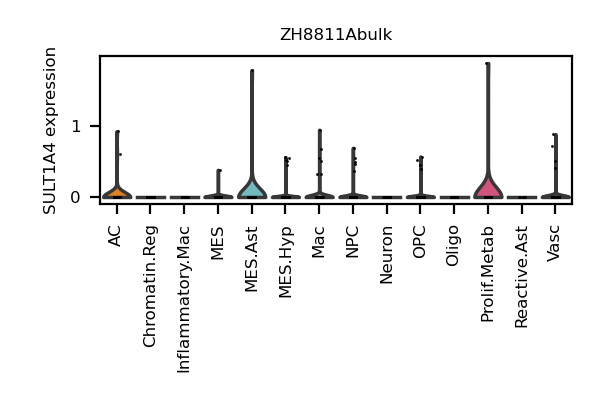 ZH8811Abulk
SULT1A4 expression
1
0
AC
Chromatin.Reg
Inflammatory.Mac
MES
MES.Ast
MES.Hyp
Mac
NPC
Neuron
OPC
Oligo
Prolif.Metab
Reactive.Ast
Vasc